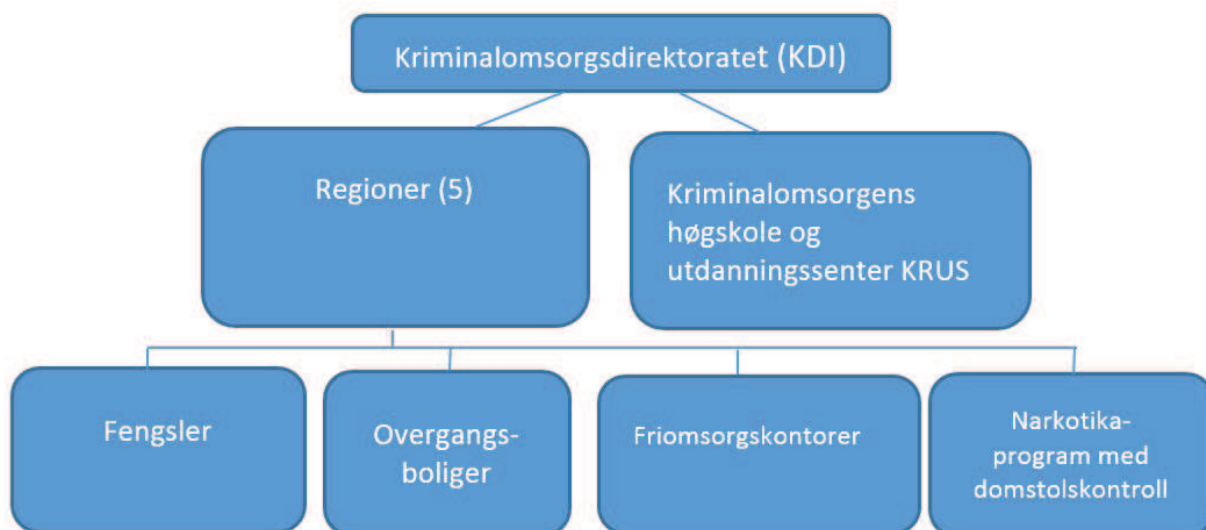 Kriminalomsorgsdirektoratet (KDI)
Regioner (5)
Kriminalomsorgens
høgskole og
utdanningssenter KRUS
Fengsler
Overgangs-
boliger
Friomsorgskontorer
Narkotika-
program med
domstolskontroll